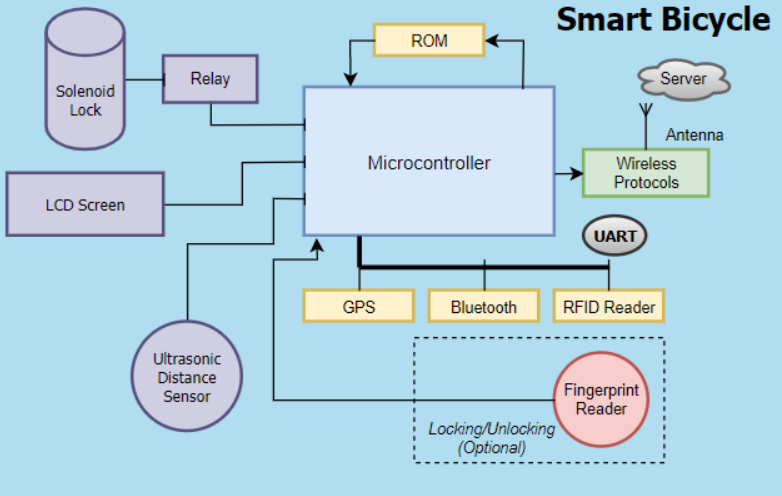 Smart Bicycle
ROM
Solenoid
Lock
Relay
Server
Antenna
Microcontroller
Wireless
Protocols
LCD Screen
UART
GPS
Bluetooth
RFID Reader
Ultrasonic
Distance
Sensor
Fingerprint
Reader
Locking/Unlocking
(Optional)